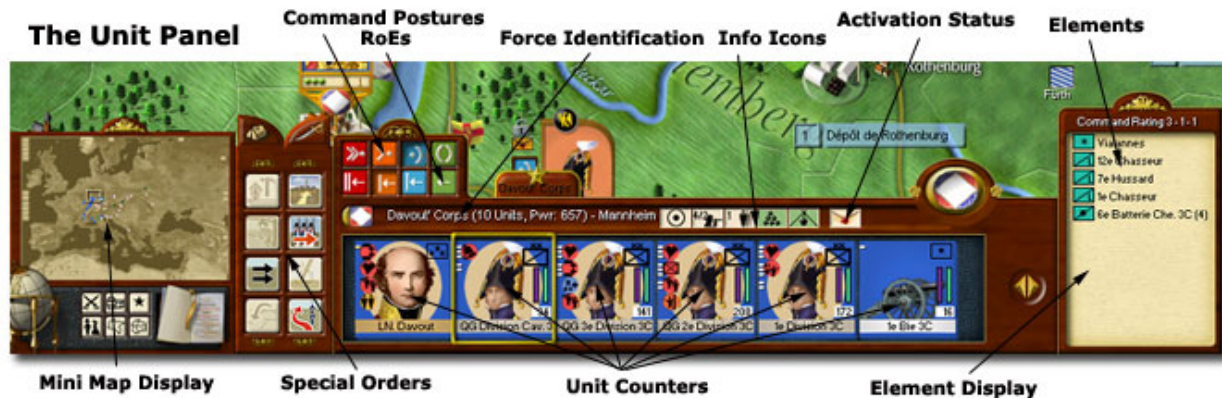 The Unit Panel
Command Postures
RoEs
Force Identification
Info Icons
Activation Status
Elements
Rothenburg
Fürth
1 Dépôt de Rothenburg
Davout' Corps
Davout' Corps (10 Units, Pwr: 657) - Mannheim
Command Rating 3 - 1 - 1
12e Chasseur
7e Hussard
1e Chasseur
6e Batterie Che. 3C (4)
LN. Davout
QG Division Cav. 3
141
QG 3e Division 3C
208
QG 2e Division 3C
172
1e Division 3C
16
1e Btie 3C
Mini Map Display
Special Orders
Unit Counters
Element Display